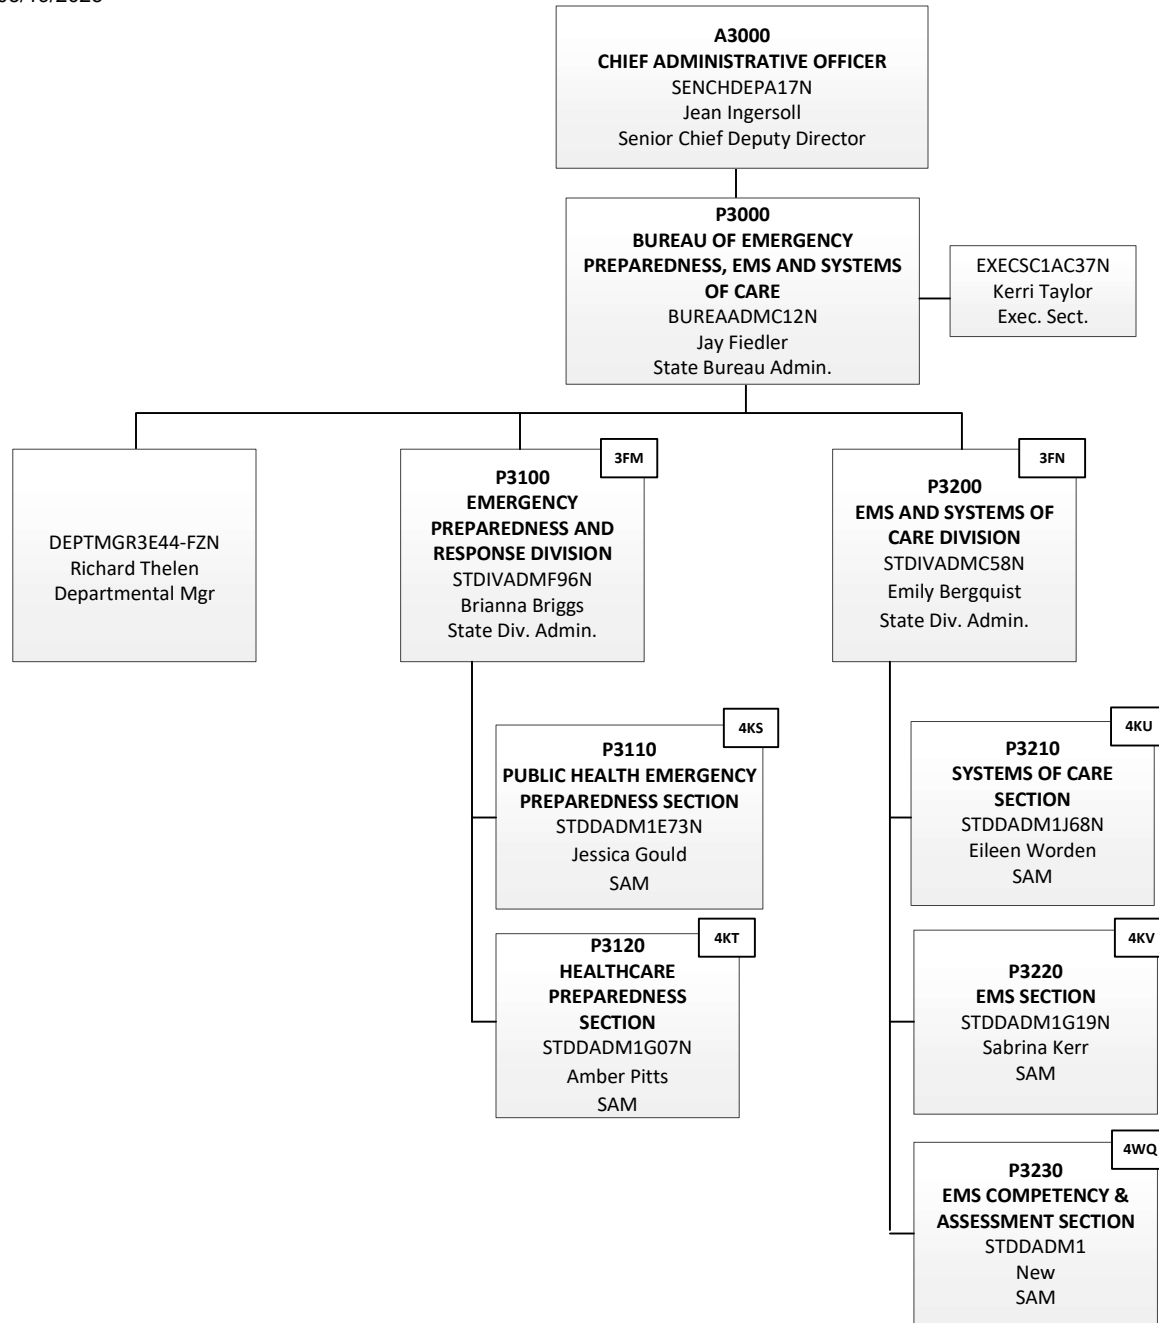 A3000
CHIEF ADMINISTRATIVE OFFICER
SENCHDEPA17N
Jean Ingersoll
Senior Chief Deputy Director
P3000
BUREAU OF EMERGENCY
PREPAREDNESS, EMS AND SYSTEMS
OF CARE
BUREAADMC12N
Jay Fiedler
State Bureau Admin.
EXECSC1AC37N
Kerri Taylor
Exec. Sect.
DEPTMGR3E44-FZN
Richard Thelen
Departmental Mgr
3FM
P3100
EMERGENCY
PREPAREDNESS AND
RESPONSE DIVISION
STDIVADMF96N
Brianna Briggs
State Div. Admin.
3FN
P3200
EMS AND SYSTEMS OF
CARE DIVISION
STDIVADMC58N
Emily Bergquist
State Div. Admin.
4KS
P3110
PUBLIC HEALTH EMERGENCY
PREPAREDNESS SECTION
STDDADM1E73N
Jessica Gould
SAM
4KT
P3120
HEALTHCARE
PREPAREDNESS
SECTION
STDDADM1G07N
Amber Pitts
SAM
4KU
P3210
SYSTEMS OF CARE
SECTION
STDDADM1J68N
Eileen Worden
SAM
4KV
P3220
EMS SECTION
STDDADM1G19N
Sabrina Kerr
SAM
4WQ
P3230
EMS COMPETENCY &
ASSESSMENT SECTION
STDDADM1
New
SAM